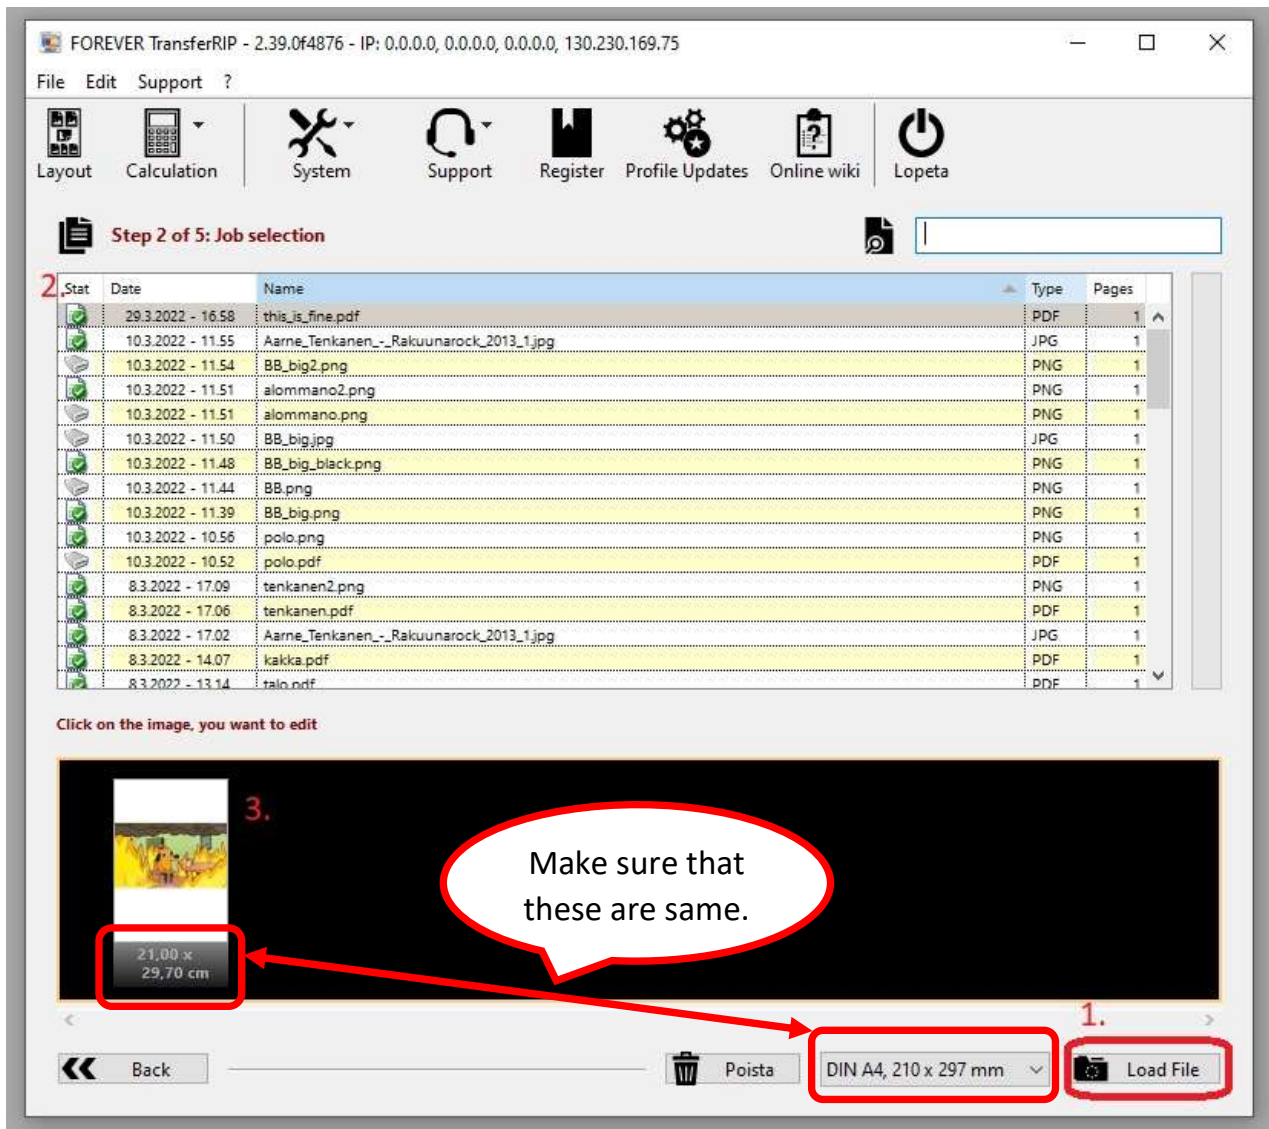 FOREVER TransferRIP - 2.39.0f4876 - IP: 0.0.0.0, 0.0.0.0, 0.0.0.0, 130.230.169.75
File Edit Support ?
Layout Calculation System Support Register Profile Updates Online wiki Lopeta
Step 2 of 5: Job selection
2. Stat Date Name Type Pages
29.3.2022 - 16.58 this_is_fine.pdf PDF 1
10.3.2022 - 11.55 Aarne_Tenkanen_-_Rakuunarock_2013_1.jpg JPG 1
10.3.2022 - 11.54 BB_big2.png PNG 1
10.3.2022 - 11.51 alommano2.png PNG 1
10.3.2022 - 11.51 alommano.png PNG 1
10.3.2022 - 11.50 BB_big.jpg JPG 1
10.3.2022 - 11.48 BB_big_black.png PNG 1
10.3.2022 - 11.44 BB.png PNG 1
10.3.2022 - 11.39 BB_big.png PNG 1
10.3.2022 - 10.56 polo.png PNG 1
10.3.2022 - 10.52 polo.pdf PDF 1
8.3.2022 - 17.09 tenkanen2.png PNG 1
8.3.2022 - 17.06 tenkanen.pdf PDF 1
8.3.2022 - 17.02 Aarne_Tenkanen_-_Rakuunarock_2013_1.jpg JPG 1
8.3.2022 - 14.07 kakka.pdf PDF 1
8.3.2022 - 13.14 talo.pdf PDF 1
Click on the image, you want to edit
3.
Make sure that
these are same.
21,00 x
29,70 cm
1.
Back Poista DIN A4, 210 x 297 mm Load File